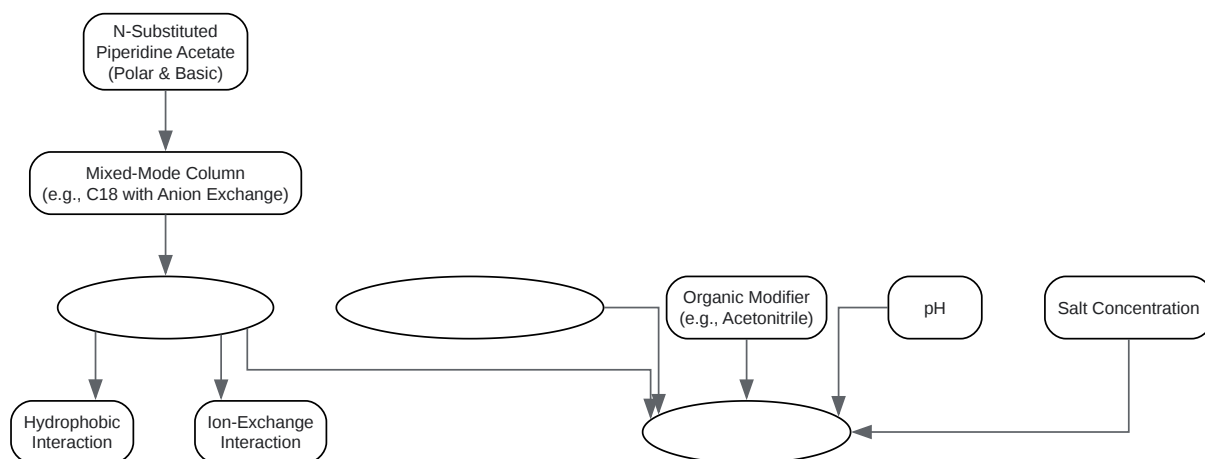 N-Substituted
Piperidine Acetate
(Polar & Basic)
Mixed-Mode Column
(e.g., C18 with Anion Exchange)
Organic Modifier
(e.g., Acetonitrile)
pH
Salt Concentration
Hydrophobic
Interaction
Ion-Exchange
Interaction